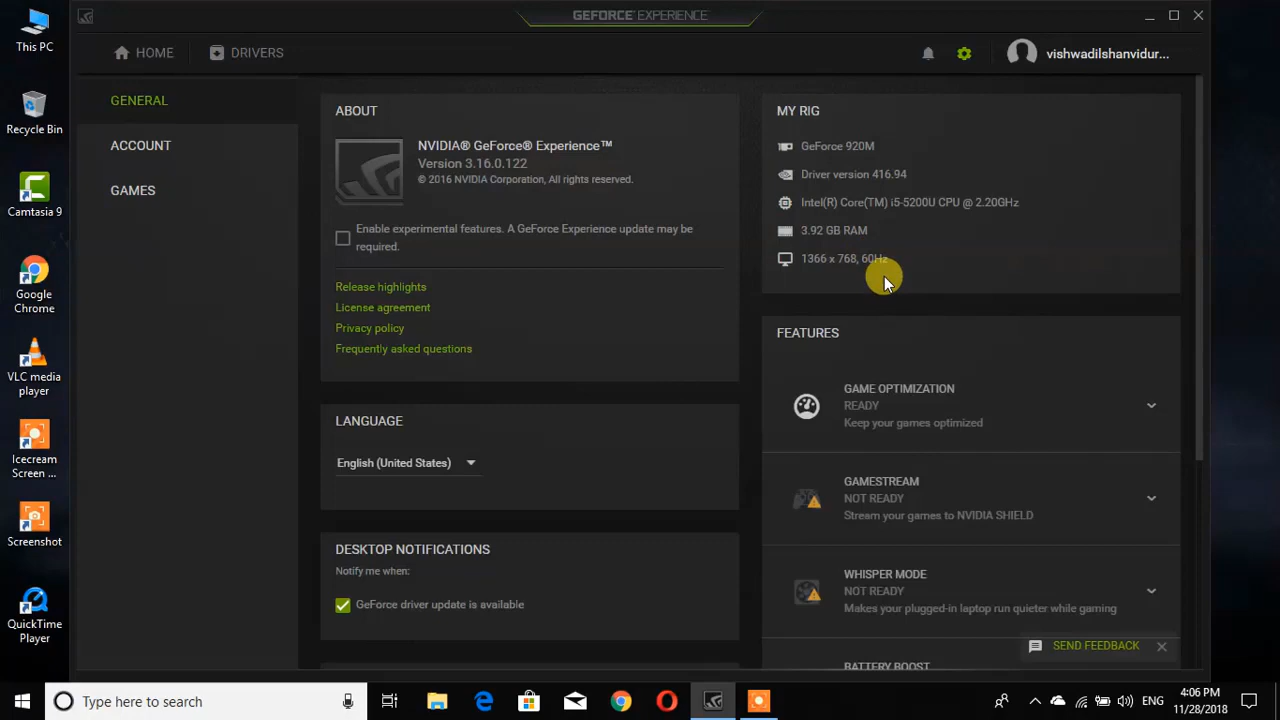 This PC
Recycle Bin
Camtasia 9
Google
Chrome
VLC media
player
Icecream
Screen ...
Screenshot
QuickTime
Player
GEFORCE EXPERIENCE
HOME
DRIVERS
vishwadilshanvidur...
GENERAL
ACCOUNT
GAMES
ABOUT
NVIDIA® GeForce® Experience™
Version 3.16.0.122
© 2016 NVIDIA Corporation, All rights reserved.
Enable experimental features. A GeForce Experience update may be
required.
Release highlights
License agreement
Privacy policy
Frequently asked questions
LANGUAGE
English (United States)
DESKTOP NOTIFICATIONS
Notify me when:
GeForce driver update is available
MY RIG
GeForce 920M
Driver version 416.94
Intel(R) Core(TM) i5-5200U CPU @ 2.20GHz
3.92 GB RAM
1366 x 768, 60Hz
FEATURES
GAME OPTIMIZATION
READY
Keep your games optimized
GAMESTREAM
NOT READY
Stream your games to NVIDIA SHIELD
WHISPER MODE
NOT READY
Makes your plugged-in laptop run quieter while gaming
SEND FEEDBACK
BATTERY BOOST
Type here to search
ENG
4:06 PM
11/28/2018